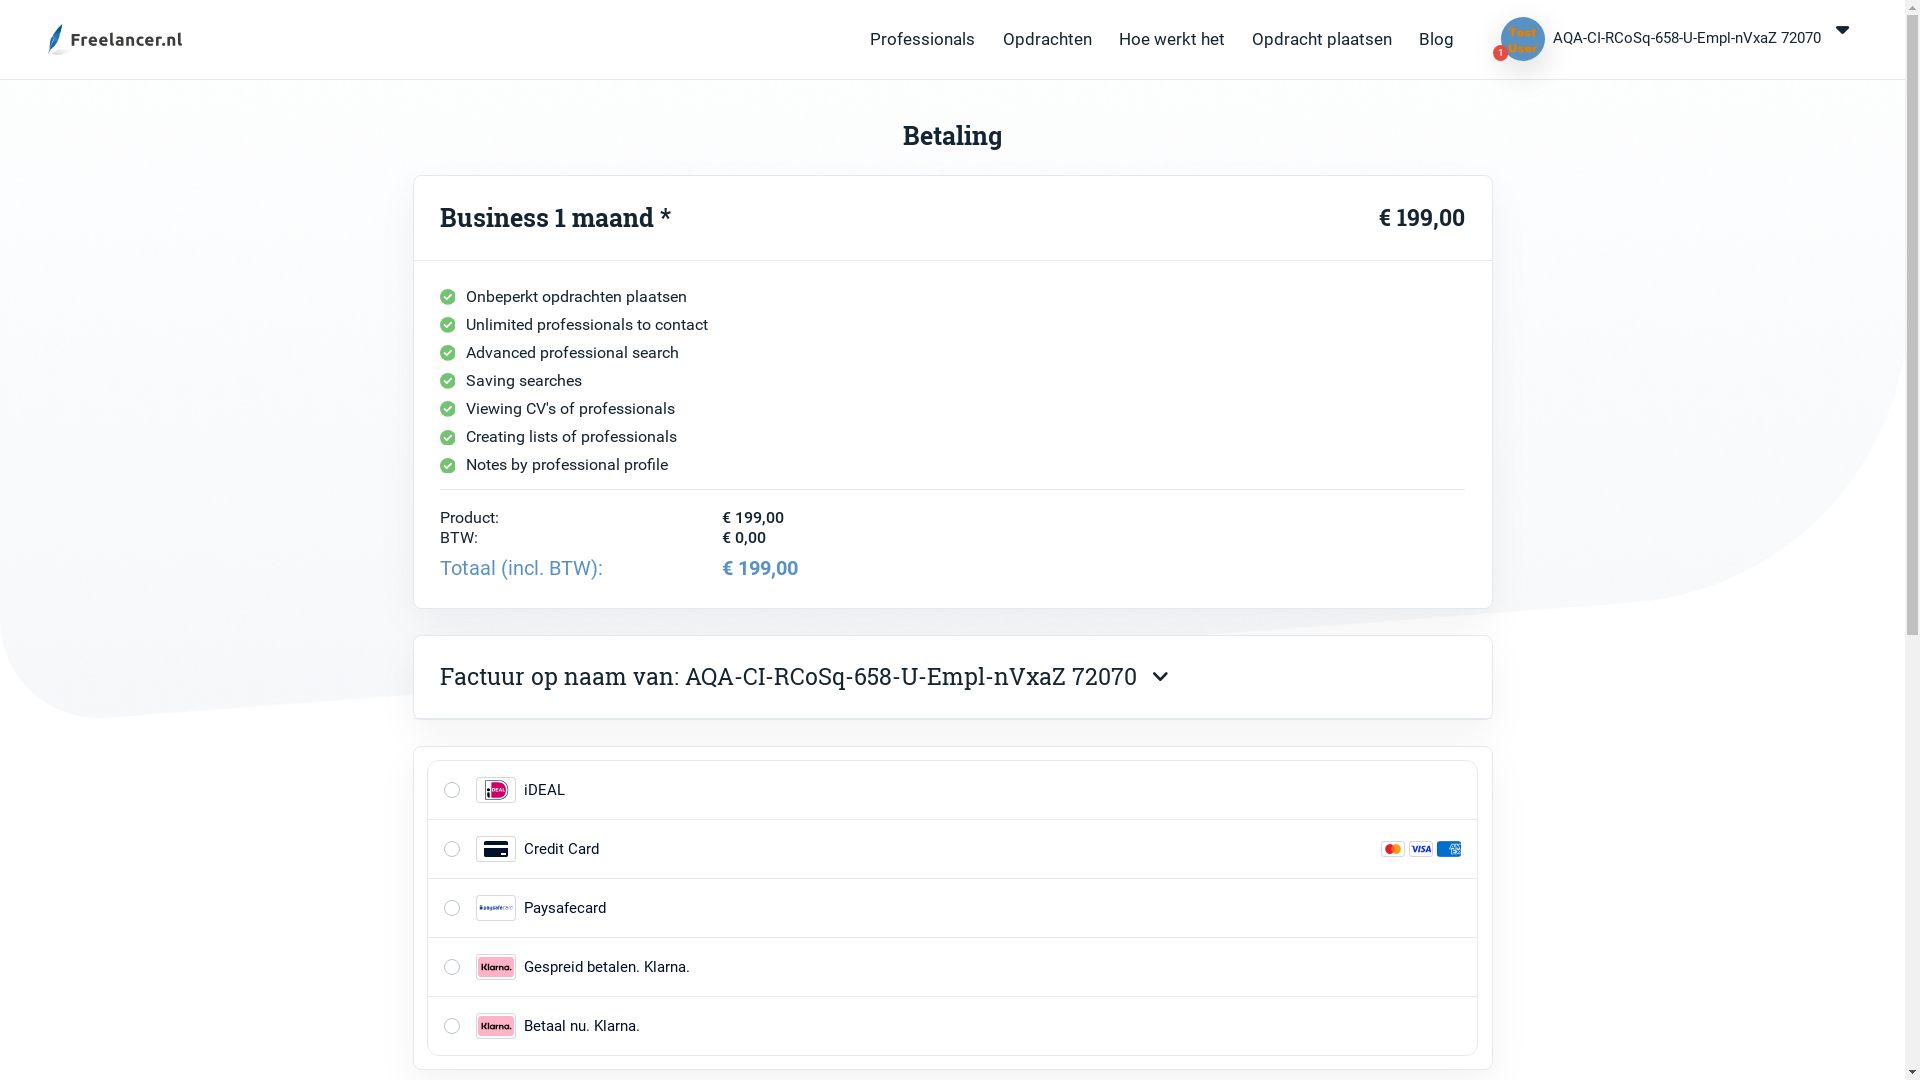 Freelancer.nl
Professionals
Opdrachten
Hoe werkt het
Opdracht plaatsen
Blog
Test
User
1
AQA-CI-RCoSq-658-U-Empl-nVxaZ 72070
Betaling
Business 1 maand *
€ 199,00
Onbeperkt opdrachten plaatsen
Unlimited professionals to contact
Advanced professional search
Saving searches
Viewing CV's of professionals
Creating lists of professionals
Notes by professional profile
Product: € 199,00
BTW: € 0,00
Totaal (incl. BTW): € 199,00
Factuur op naam van: AQA-CI-RCoSq-658-U-Empl-nVxaZ 72070
iDEAL iDEAL
Credit Card VISA
paysafecard Paysafecard
Klarna. Gespreid betalen. Klarna.
Klarna. Betaal nu. Klarna.